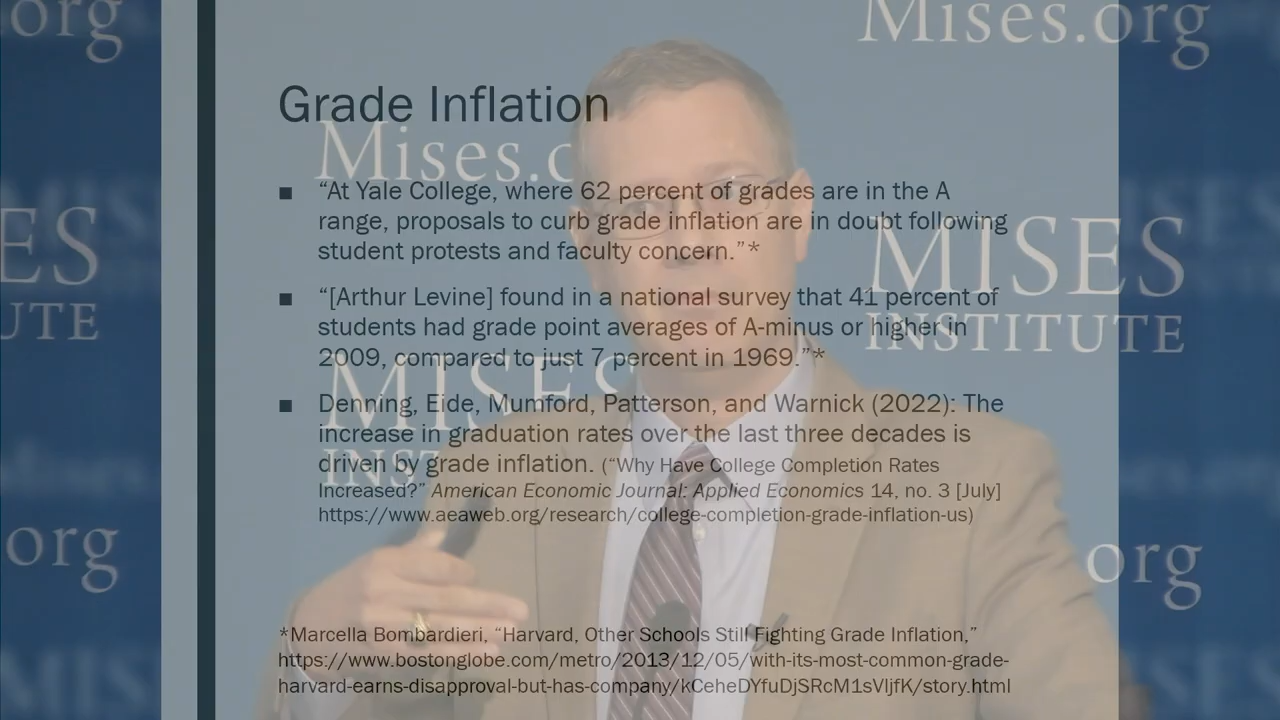 org
Mises.org
Grade Inflation
Mises.c
■ “At Yale College, where 62 percent of grades are in the A
range, proposals to curb grade inflation are in doubt following
student protests and faculty concern.”*
ES
UTE
MISES
INSTITUTE
■ “[Arthur Levine] found in a national survey that 41 percent of
students had grade point averages of A-minus or higher in
2009, compared to just 7 percent in 1969.”*
MISES
INST
■ Denning, Eide, Mumford, Patterson, and Warnick (2022): The
increase in graduation rates over the last three decades is
driven by grade inflation. (“Why Have College Completion Rates
Increased?” American Economic Journal: Applied Economics 14, no. 3 [July]
https://www.aeaweb.org/research/college-completion-grade-inflation-us)
org
org
*Marcella Bombardieri, “Harvard, Other Schools Still Fighting Grade Inflation,”
https://www.bostonglobe.com/metro/2013/12/05/with-its-most-common-grade-
harvard-earns-disapproval-but-has-company/kCeheDYfuDjSRcM1sVljfK/story.html